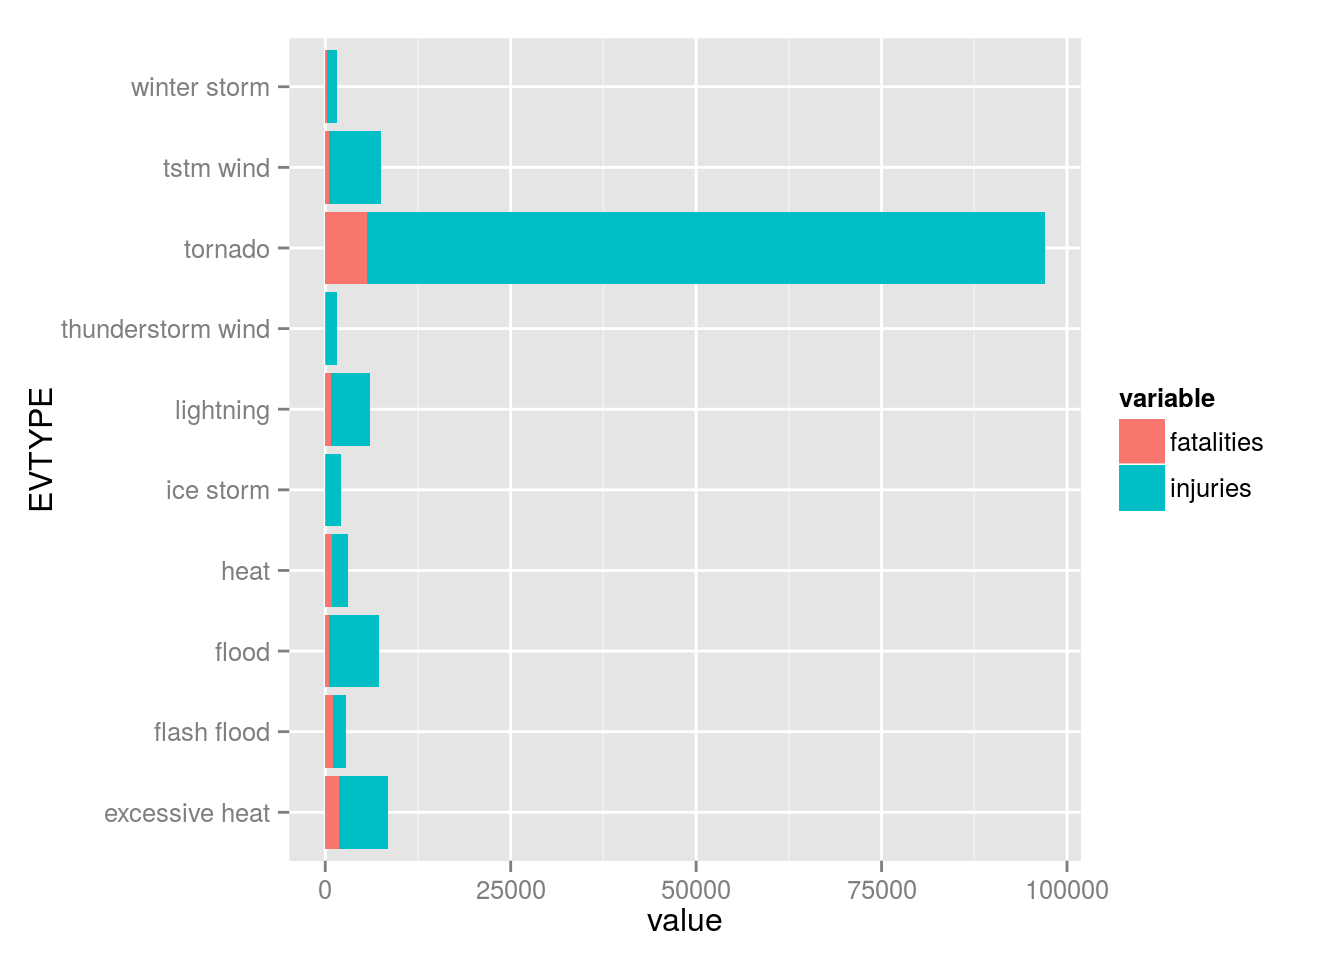 winter storm
tstm wind
tornado
thunderstorm wind
lightning
ice storm
heat
flood
flash flood
excessive heat
EVTYPE
0 25000 50000 75000 100000
value
variable
fatalities
injuries